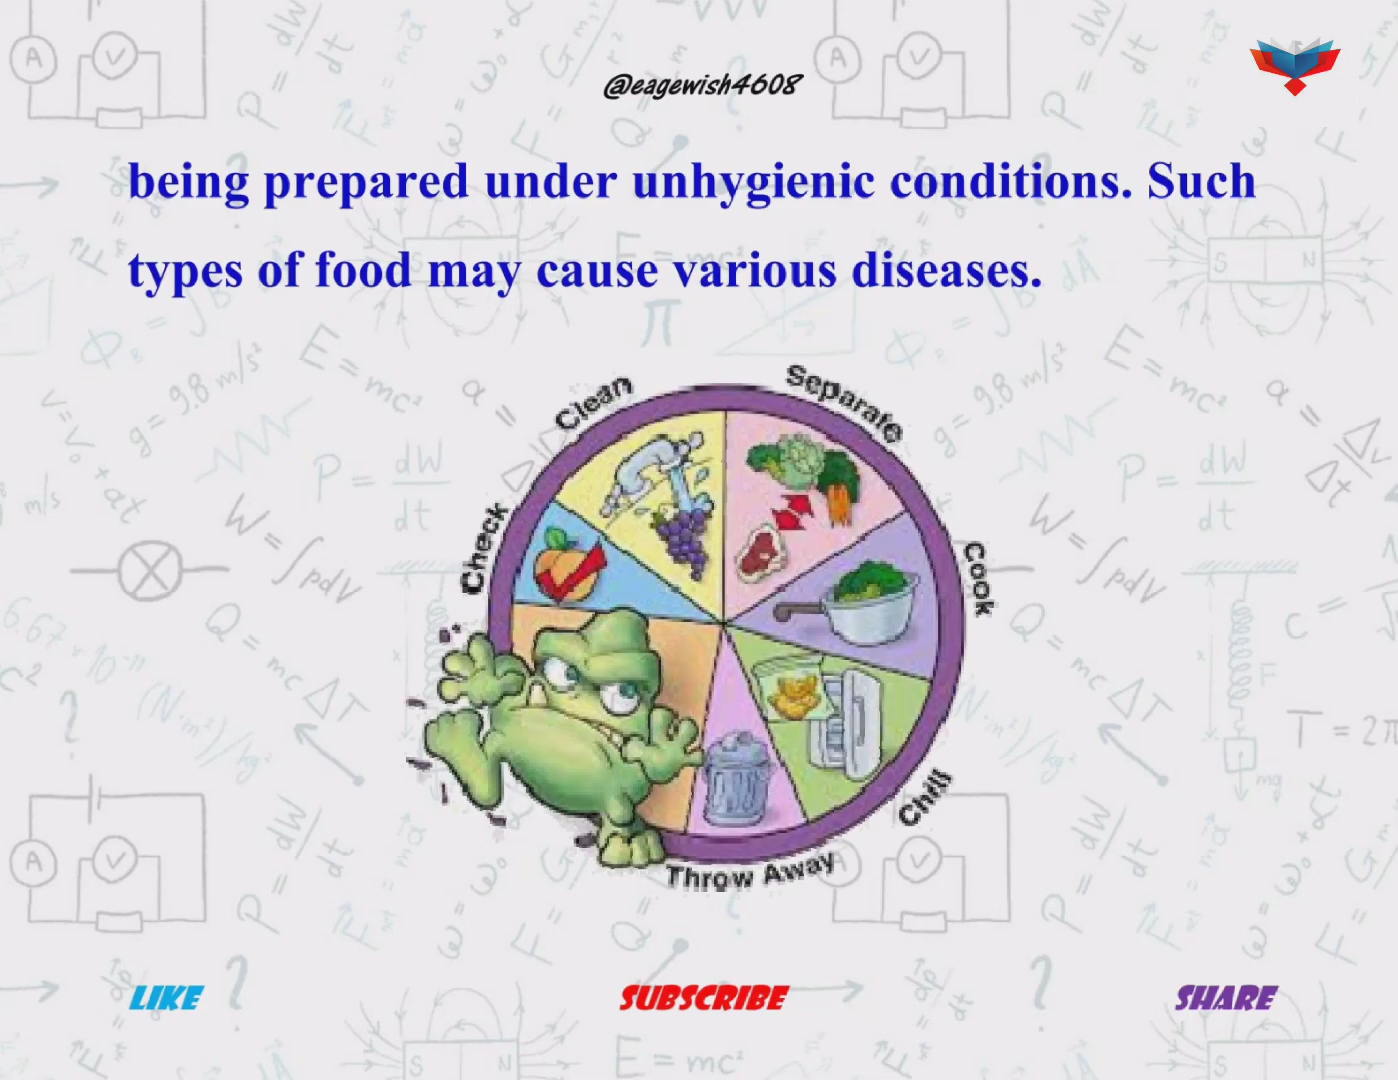 @eagewish4608
being prepared under unhygienic conditions. Such
types of food may cause various diseases.
Clean
Separate
Check
Cook
Chill
Throw Away
LIKE
SUBSCRIBE
SHARE